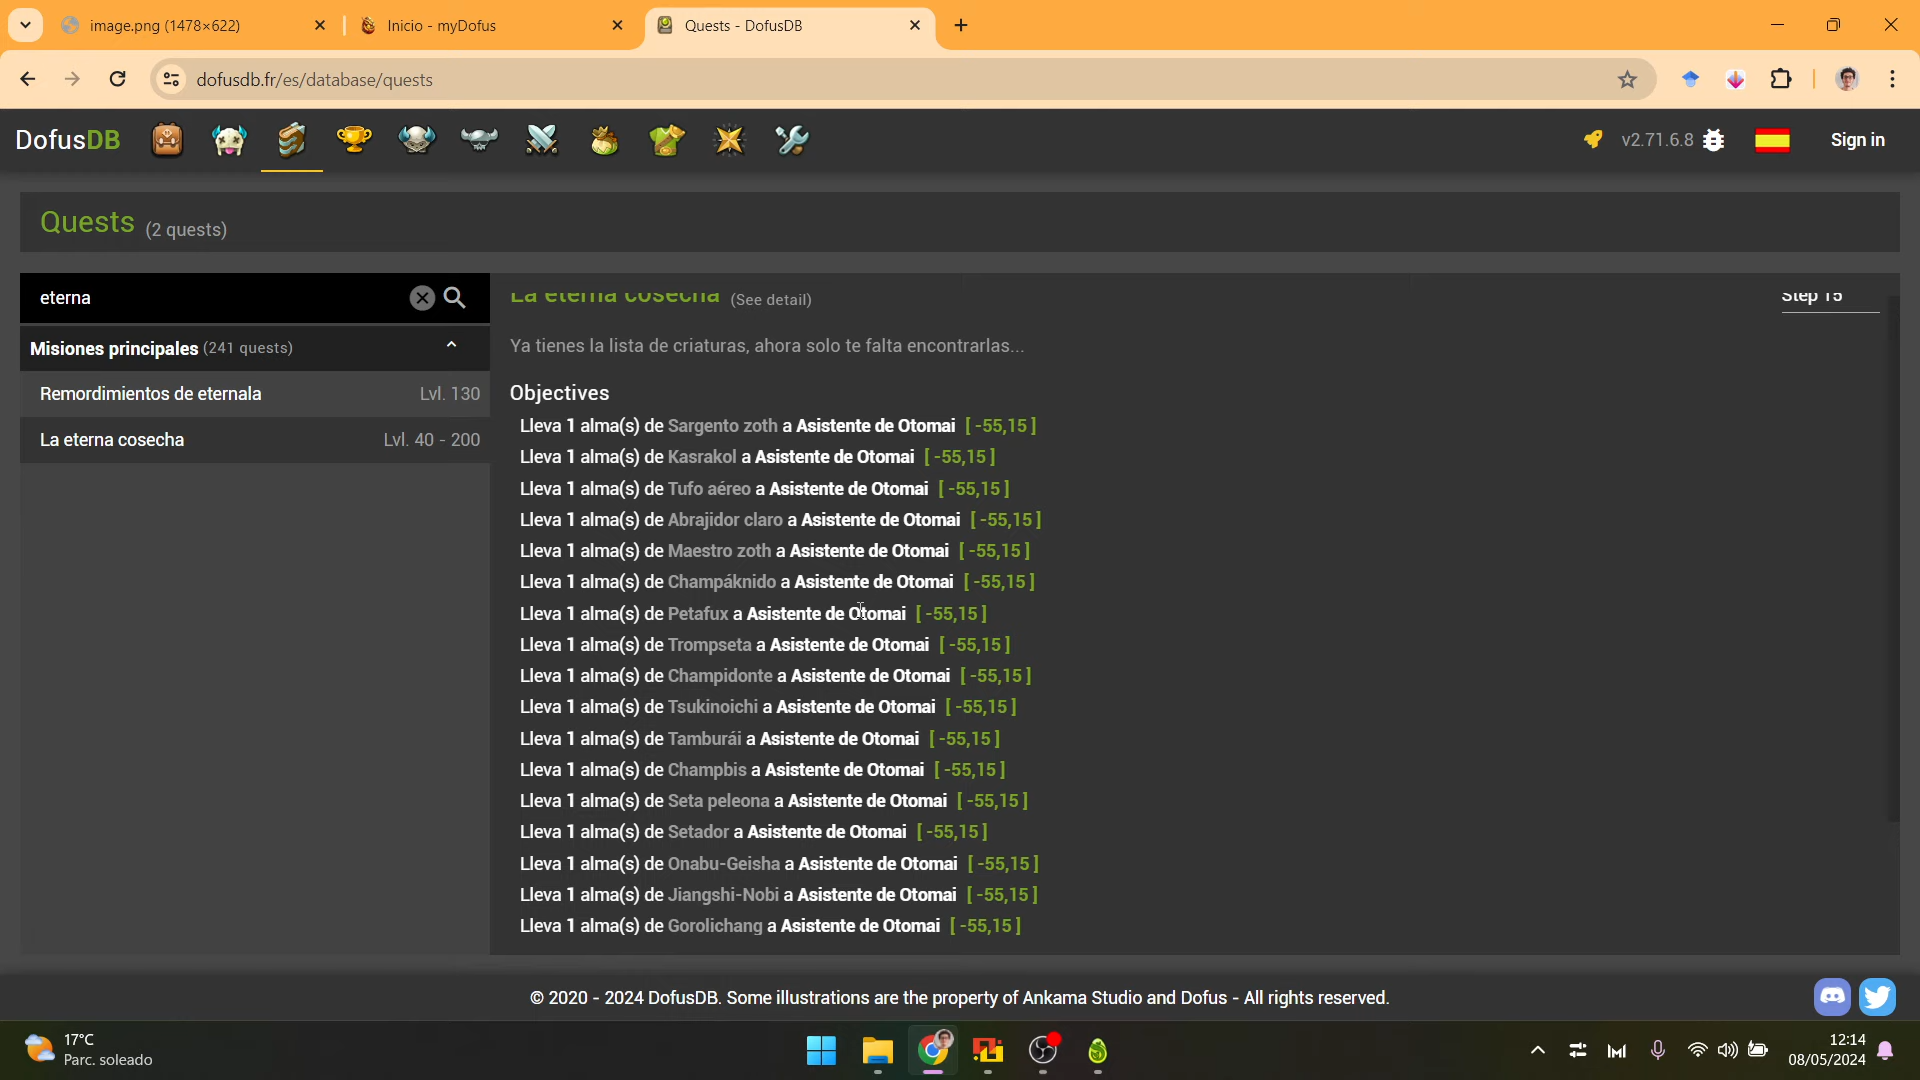 image.png (1478×622)
Inicio - myDofus
Quests - DofusDB
dofusdb.fr/es/database/quests
DofusDB
v2.71.6.8
Sign in
Quests (2 quests)
eterna
Misiones principales (241 quests)
Remordimientos de eternala Lvl. 130
La eterna cosecha Lvl. 40 - 200
La eterna cosecha (See detail)
Step 15
Ya tienes la lista de criaturas, ahora solo te falta encontrarlas...
Objectives
Lleva 1 alma(s) de Sargento zoth a Asistente de Otomai [ -55,15 ]
Lleva 1 alma(s) de Kasrakol a Asistente de Otomai [ -55,15 ]
Lleva 1 alma(s) de Tufo aéreo a Asistente de Otomai [ -55,15 ]
Lleva 1 alma(s) de Abrajidor claro a Asistente de Otomai [ -55,15 ]
Lleva 1 alma(s) de Maestro zoth a Asistente de Otomai [ -55,15 ]
Lleva 1 alma(s) de Champáknido a Asistente de Otomai [ -55,15 ]
Lleva 1 alma(s) de Petafux a Asistente de Otomai [ -55,15 ]
Lleva 1 alma(s) de Trompseta a Asistente de Otomai [ -55,15 ]
Lleva 1 alma(s) de Champidonte a Asistente de Otomai [ -55,15 ]
Lleva 1 alma(s) de Tsukinoichi a Asistente de Otomai [ -55,15 ]
Lleva 1 alma(s) de Tamburái a Asistente de Otomai [ -55,15 ]
Lleva 1 alma(s) de Champbis a Asistente de Otomai [ -55,15 ]
Lleva 1 alma(s) de Seta peleona a Asistente de Otomai [ -55,15 ]
Lleva 1 alma(s) de Setador a Asistente de Otomai [ -55,15 ]
Lleva 1 alma(s) de Onabu-Geisha a Asistente de Otomai [ -55,15 ]
Lleva 1 alma(s) de Jiangshi-Nobi a Asistente de Otomai [ -55,15 ]
Lleva 1 alma(s) de Gorolichang a Asistente de Otomai [ -55,15 ]
© 2020 - 2024 DofusDB. Some illustrations are the property of Ankama Studio and Dofus - All rights reserved.
17°C
Parc. soleado
12:14
08/05/2024